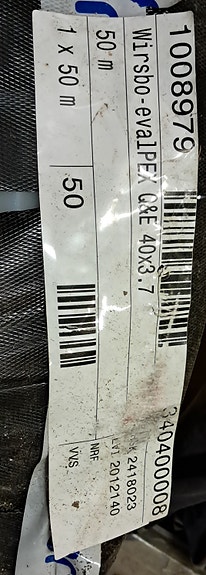 1008979
340400008
Wirsbo-evalPEX Q&E 40x3.7
50 m
1 x 50 m
50
2418023
LVI 2012140
NRF
VVS